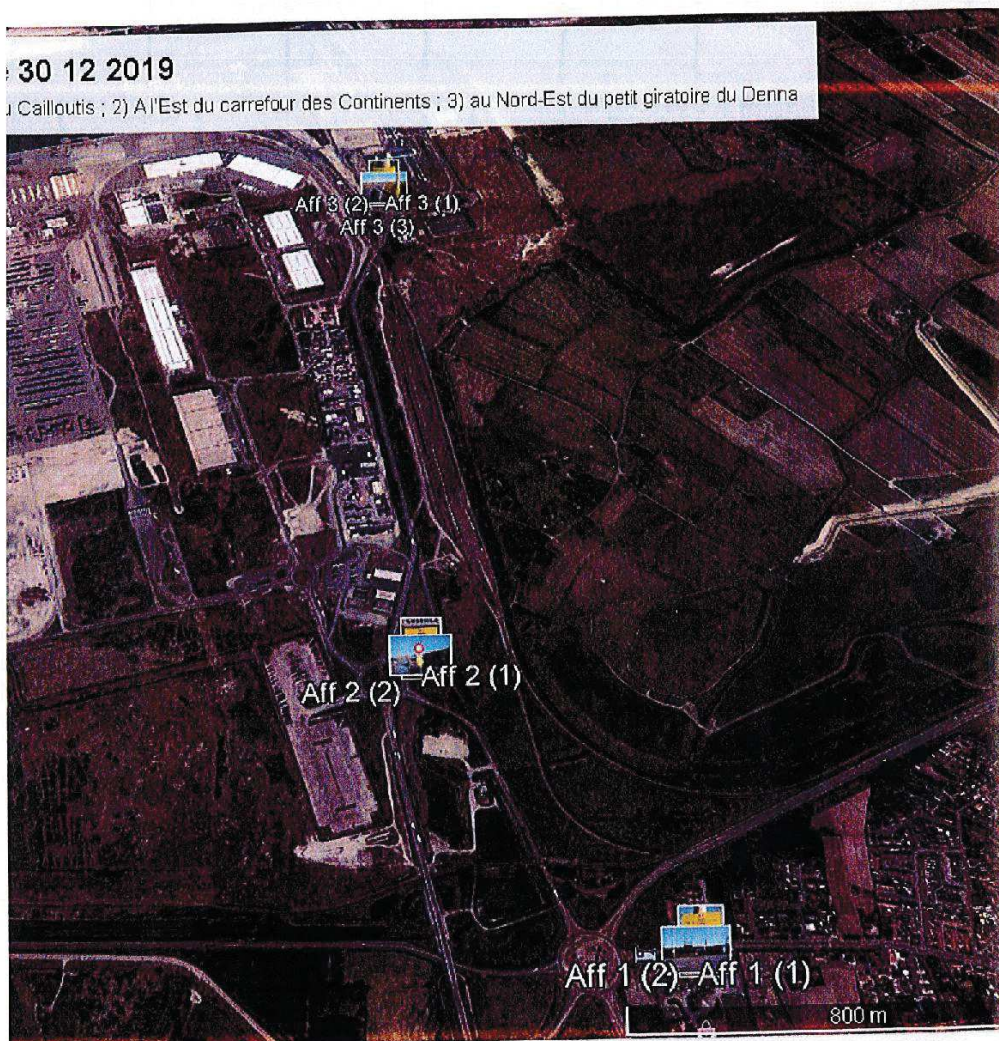 30 12 2019
Cailloutis ; 2) A l'Est du carrefour des Continents ; 3) au Nord-Est du petit giratoire du Denna
Aff 3 (2) Aff 3 (1)
Aff 3 (3)
Aff 2 (1)
Aff 2 (2)
Aff 1 (2) Aff 1 (1)
800 m